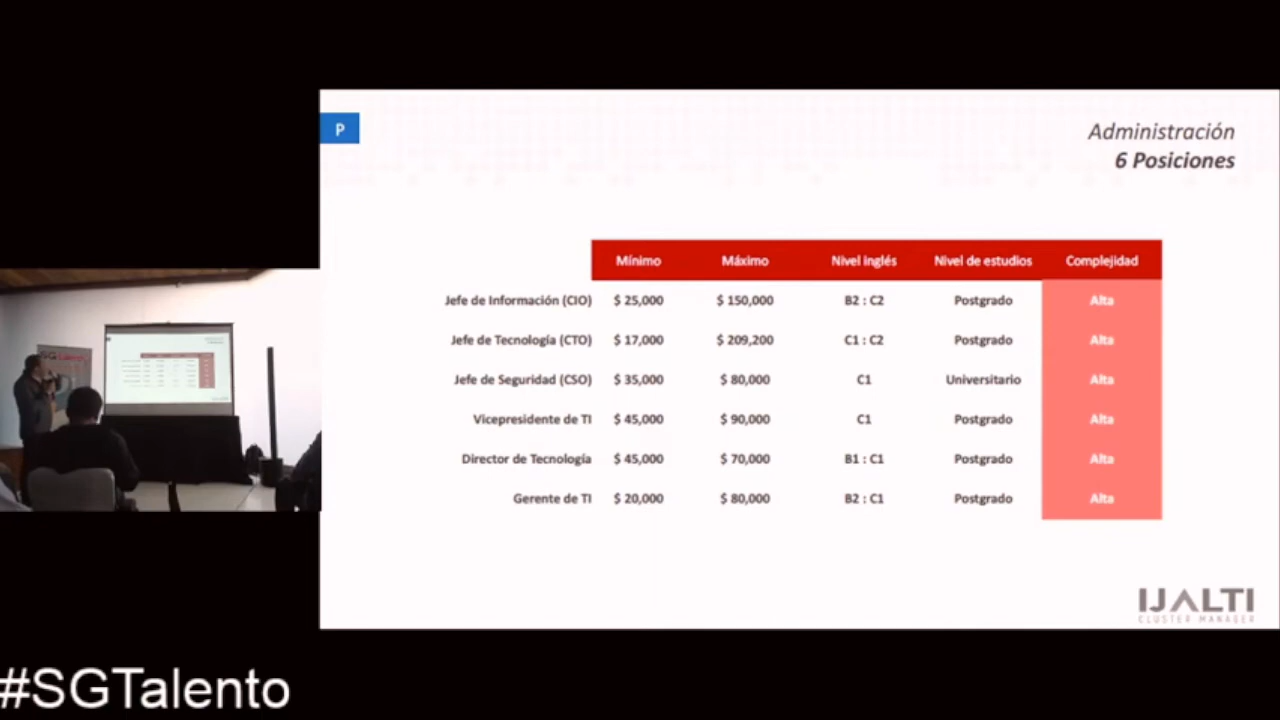 P
Administración
6 Posiciones
Mínimo Máximo Nivel inglés Nivel de estudios Complejidad
Jefe de Información (CIO) $ 25,000 $ 150,000 B2 : C2 Postgrado Alta
Jefe de Tecnología (CTO) $ 17,000 $ 209,200 C1 : C2 Postgrado Alta
Jefe de Seguridad (CSO) $ 35,000 $ 80,000 C1 Universitario Alta
Vicepresidente de TI $ 45,000 $ 90,000 C1 Postgrado Alta
Director de Tecnología $ 45,000 $ 70,000 B1 : C1 Postgrado Alta
Gerente de TI $ 20,000 $ 80,000 B2 : C1 Postgrado Alta
IJALTI
CLUSTER MANAGER
#SGTalento